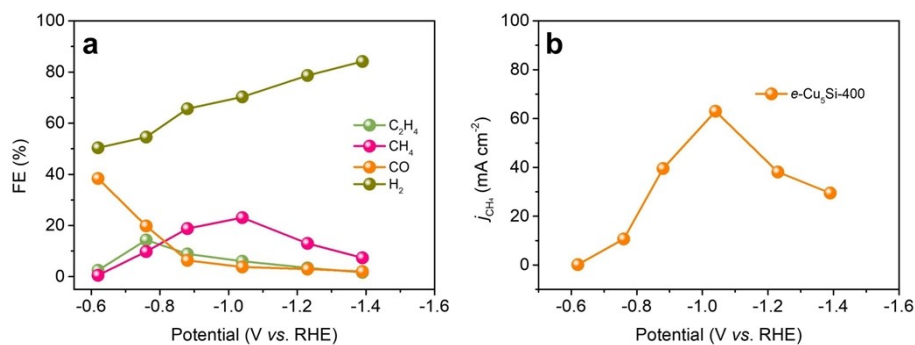 a
100
80
60
40
20
0
FE (%)
C₂H₄
CH₄
CO
H₂
-0.6 -0.8 -1.0 -1.2 -1.4 -1.6
Potential (V vs. RHE)
b
100
80
60
40
20
0
j_CH₄ (mA cm⁻²)
e-Cu₅Si-400
-0.6 -0.8 -1.0 -1.2 -1.4 -1.6
Potential (V vs. RHE)